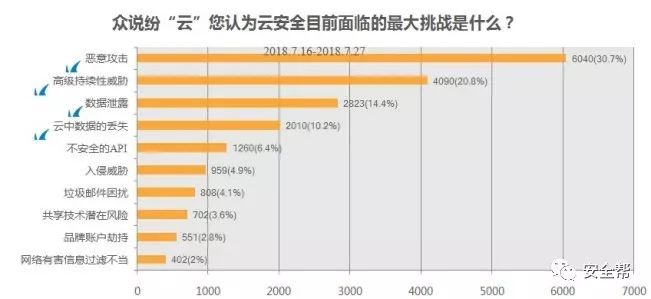 众说纷“云”您认为云安全目前面临的最大挑战是什么？
2018.7.16-2018.7.27
恶意攻击 6040(30.7%)
高级持续性威胁 4090(20.8%)
数据泄露 2823(14.4%)
云中数据的丢失 2010(10.2%)
不安全的API 1260(6.4%)
入侵威胁 959(4.9%)
垃圾邮件困扰 808(4.1%)
共享技术潜在风险 702(3.6%)
品牌账户劫持 551(2.8%)
网络有害信息过滤不当 402(2%)
0 1000 2000 3000 4000 5000 6000 7000
安全帮